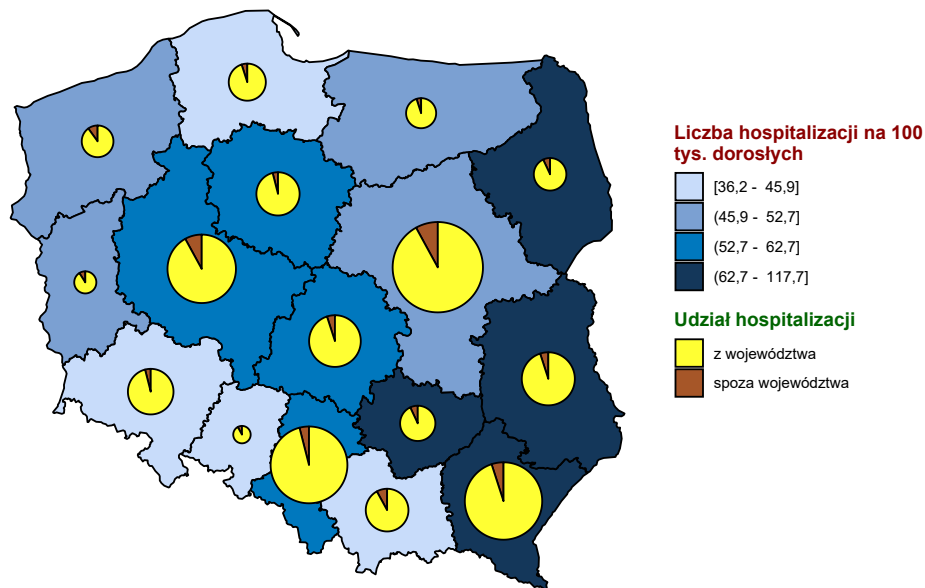 Liczba hospitalizacji na 100
tys. dorosłych
[36,2 - 45,9]
(45,9 - 52,7]
(52,7 - 62,7]
(62,7 - 117,7]
Udział hospitalizacji
z województwa
spoza województwa